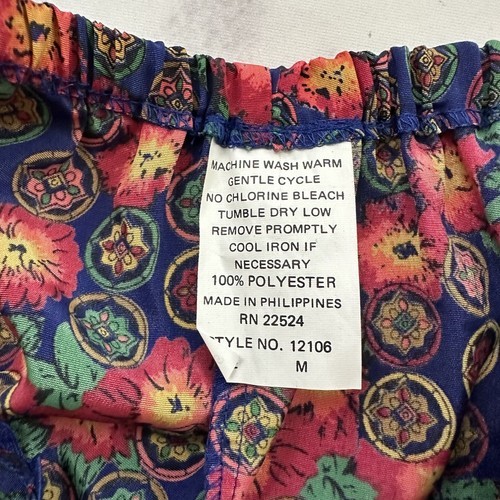 MACHINE WASH WARM
GENTLE CYCLE
NO CHLORINE BLEACH
TUMBLE DRY LOW
REMOVE PROMPTLY
COOL IRON IF
NECESSARY
100% POLYESTER
MADE IN PHILIPPINES
RN 22524
STYLE NO. 12106
M